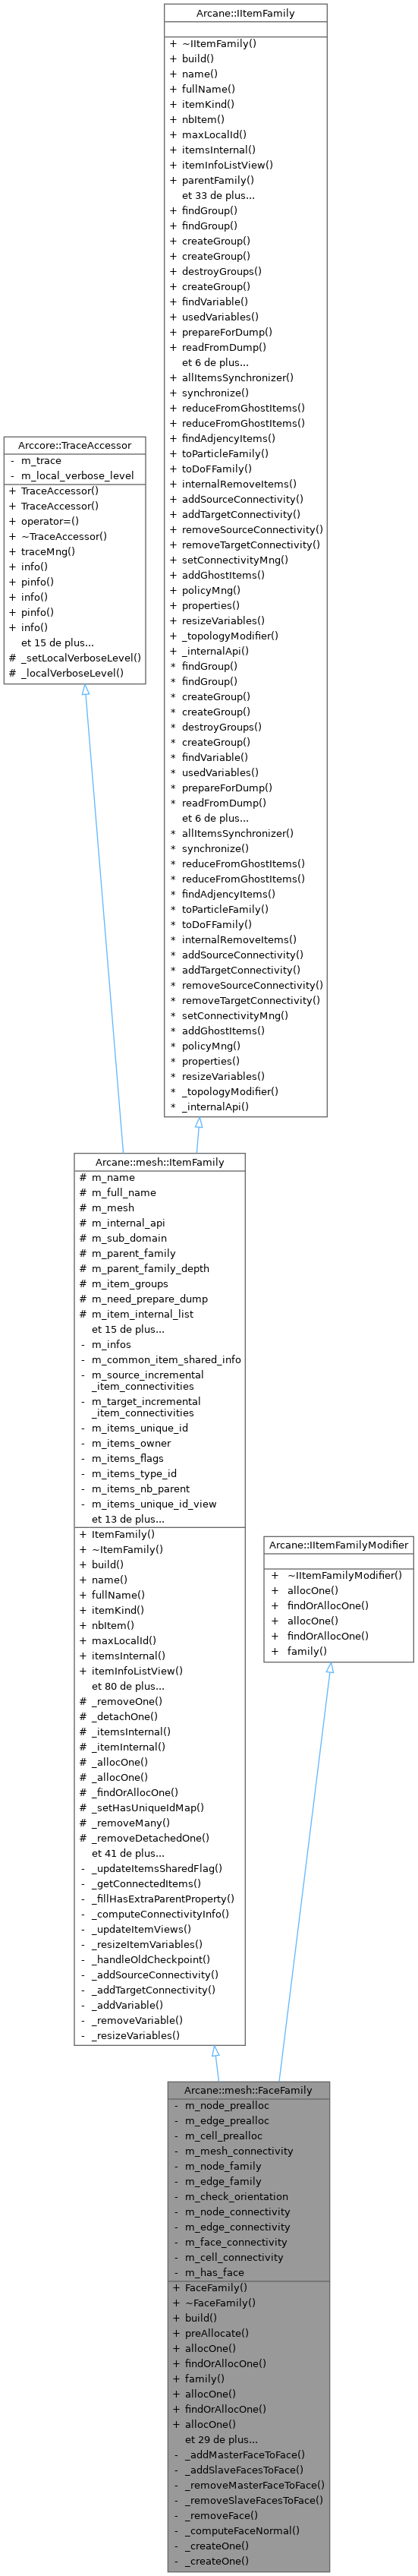 Arcane::IItemFamily
+ ~IItemFamily()
+ build()
+ name()
+ fullName()
+ itemKind()
+ nbItem()
+ maxLocalId()
+ itemsInternal()
+ itemInfoListView()
+ parentFamily()
et 33 de plus...
+ findGroup()
+ findGroup()
+ createGroup()
+ createGroup()
+ destroyGroups()
+ createGroup()
+ findVariable()
+ usedVariables()
+ prepareForDump()
+ readFromDump()
et 6 de plus...
+ allItemsSynchronizer()
+ synchronize()
+ reduceFromGhostItems()
+ reduceFromGhostItems()
+ findAdjencyItems()
+ toParticleFamily()
+ toDoFFamily()
+ internalRemoveItems()
+ addSourceConnectivity()
+ addTargetConnectivity()
+ removeSourceConnectivity()
+ removeTargetConnectivity()
+ setConnectivityMng()
+ addGhostItems()
+ policyMng()
+ properties()
+ resizeVariables()
+ _topologyModifier()
+ _internalApi()
* findGroup()
* findGroup()
* createGroup()
* createGroup()
* destroyGroups()
* createGroup()
* findVariable()
* usedVariables()
* prepareForDump()
* readFromDump()
et 6 de plus...
* allItemsSynchronizer()
* synchronize()
* reduceFromGhostItems()
* reduceFromGhostItems()
* findAdjencyItems()
* toParticleFamily()
* toDoFFamily()
* internalRemoveItems()
* addSourceConnectivity()
* addTargetConnectivity()
* removeSourceConnectivity()
* removeTargetConnectivity()
* setConnectivityMng()
* addGhostItems()
* policyMng()
* properties()
* resizeVariables()
* _topologyModifier()
* _internalApi()
Arccore::TraceAccessor
- m_trace
- m_local_verbose_level
+ TraceAccessor()
+ TraceAccessor()
+ operator=()
+ ~TraceAccessor()
+ traceMng()
+ info()
+ pinfo()
+ info()
+ pinfo()
+ info()
et 15 de plus...
# _setLocalVerboseLevel()
# _localVerboseLevel()
Arcane::mesh::ItemFamily
# m_name
# m_full_name
# m_mesh
# m_internal_api
# m_sub_domain
# m_parent_family
# m_parent_family_depth
# m_item_groups
# m_need_prepare_dump
# m_item_internal_list
et 15 de plus...
- m_infos
- m_common_item_shared_info
- m_source_incremental
_item_connectivities
- m_target_incremental
_item_connectivities
- m_items_unique_id
- m_items_owner
- m_items_flags
- m_items_type_id
- m_items_nb_parent
- m_items_unique_id_view
et 13 de plus...
+ ItemFamily()
+ ~ItemFamily()
+ build()
+ name()
+ fullName()
+ itemKind()
+ nbItem()
+ maxLocalId()
+ itemsInternal()
+ itemInfoListView()
et 80 de plus...
# _removeOne()
# _detachOne()
# _itemsInternal()
# _itemInternal()
# _allocOne()
# _allocOne()
# _findOrAllocOne()
# _setHasUniqueIdMap()
# _removeMany()
# _removeDetachedOne()
et 41 de plus...
- _updateItemsSharedFlag()
- _getConnectedItems()
- _fillHasExtraParentProperty()
- _computeConnectivityInfo()
- _updateItemViews()
- _resizeItemVariables()
- _handleOldCheckpoint()
- _addSourceConnectivity()
- _addTargetConnectivity()
- _addVariable()
- _removeVariable()
- _resizeVariables()
Arcane::IItemFamilyModifier
+ ~IItemFamilyModifier()
+ allocOne()
+ findOrAllocOne()
+ allocOne()
+ findOrAllocOne()
+ family()
Arcane::mesh::FaceFamily
- m_node_prealloc
- m_edge_prealloc
- m_cell_prealloc
- m_mesh_connectivity
- m_node_family
- m_edge_family
- m_check_orientation
- m_node_connectivity
- m_edge_connectivity
- m_face_connectivity
- m_cell_connectivity
- m_has_face
+ FaceFamily()
+ ~FaceFamily()
+ build()
+ preAllocate()
+ allocOne()
+ findOrAllocOne()
+ family()
+ allocOne()
+ findOrAllocOne()
+ allocOne()
et 29 de plus...
- _addMasterFaceToFace()
- _addSlaveFacesToFace()
- _removeMasterFaceToFace()
- _removeSlaveFacesToFace()
- _removeFace()
- _computeFaceNormal()
- _createOne()
- _createOne()